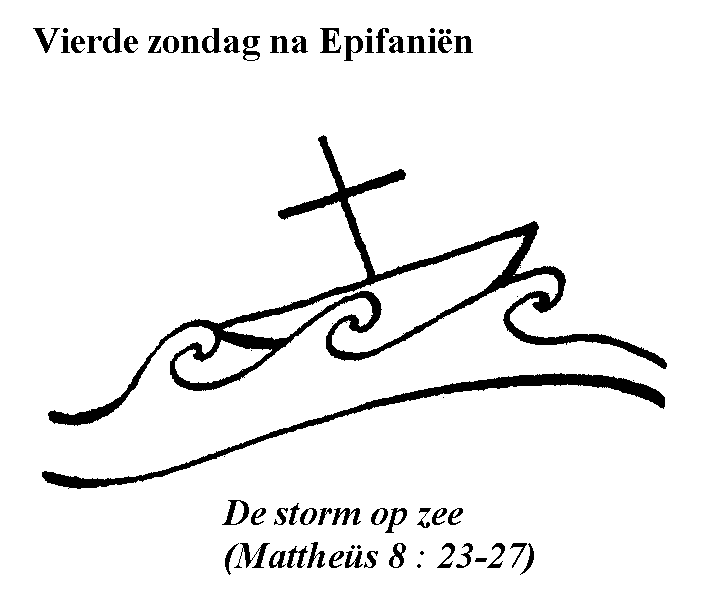 Vierde zondag na Epifaniën
De storm op zee
(Mattheüs 8 : 23-27)